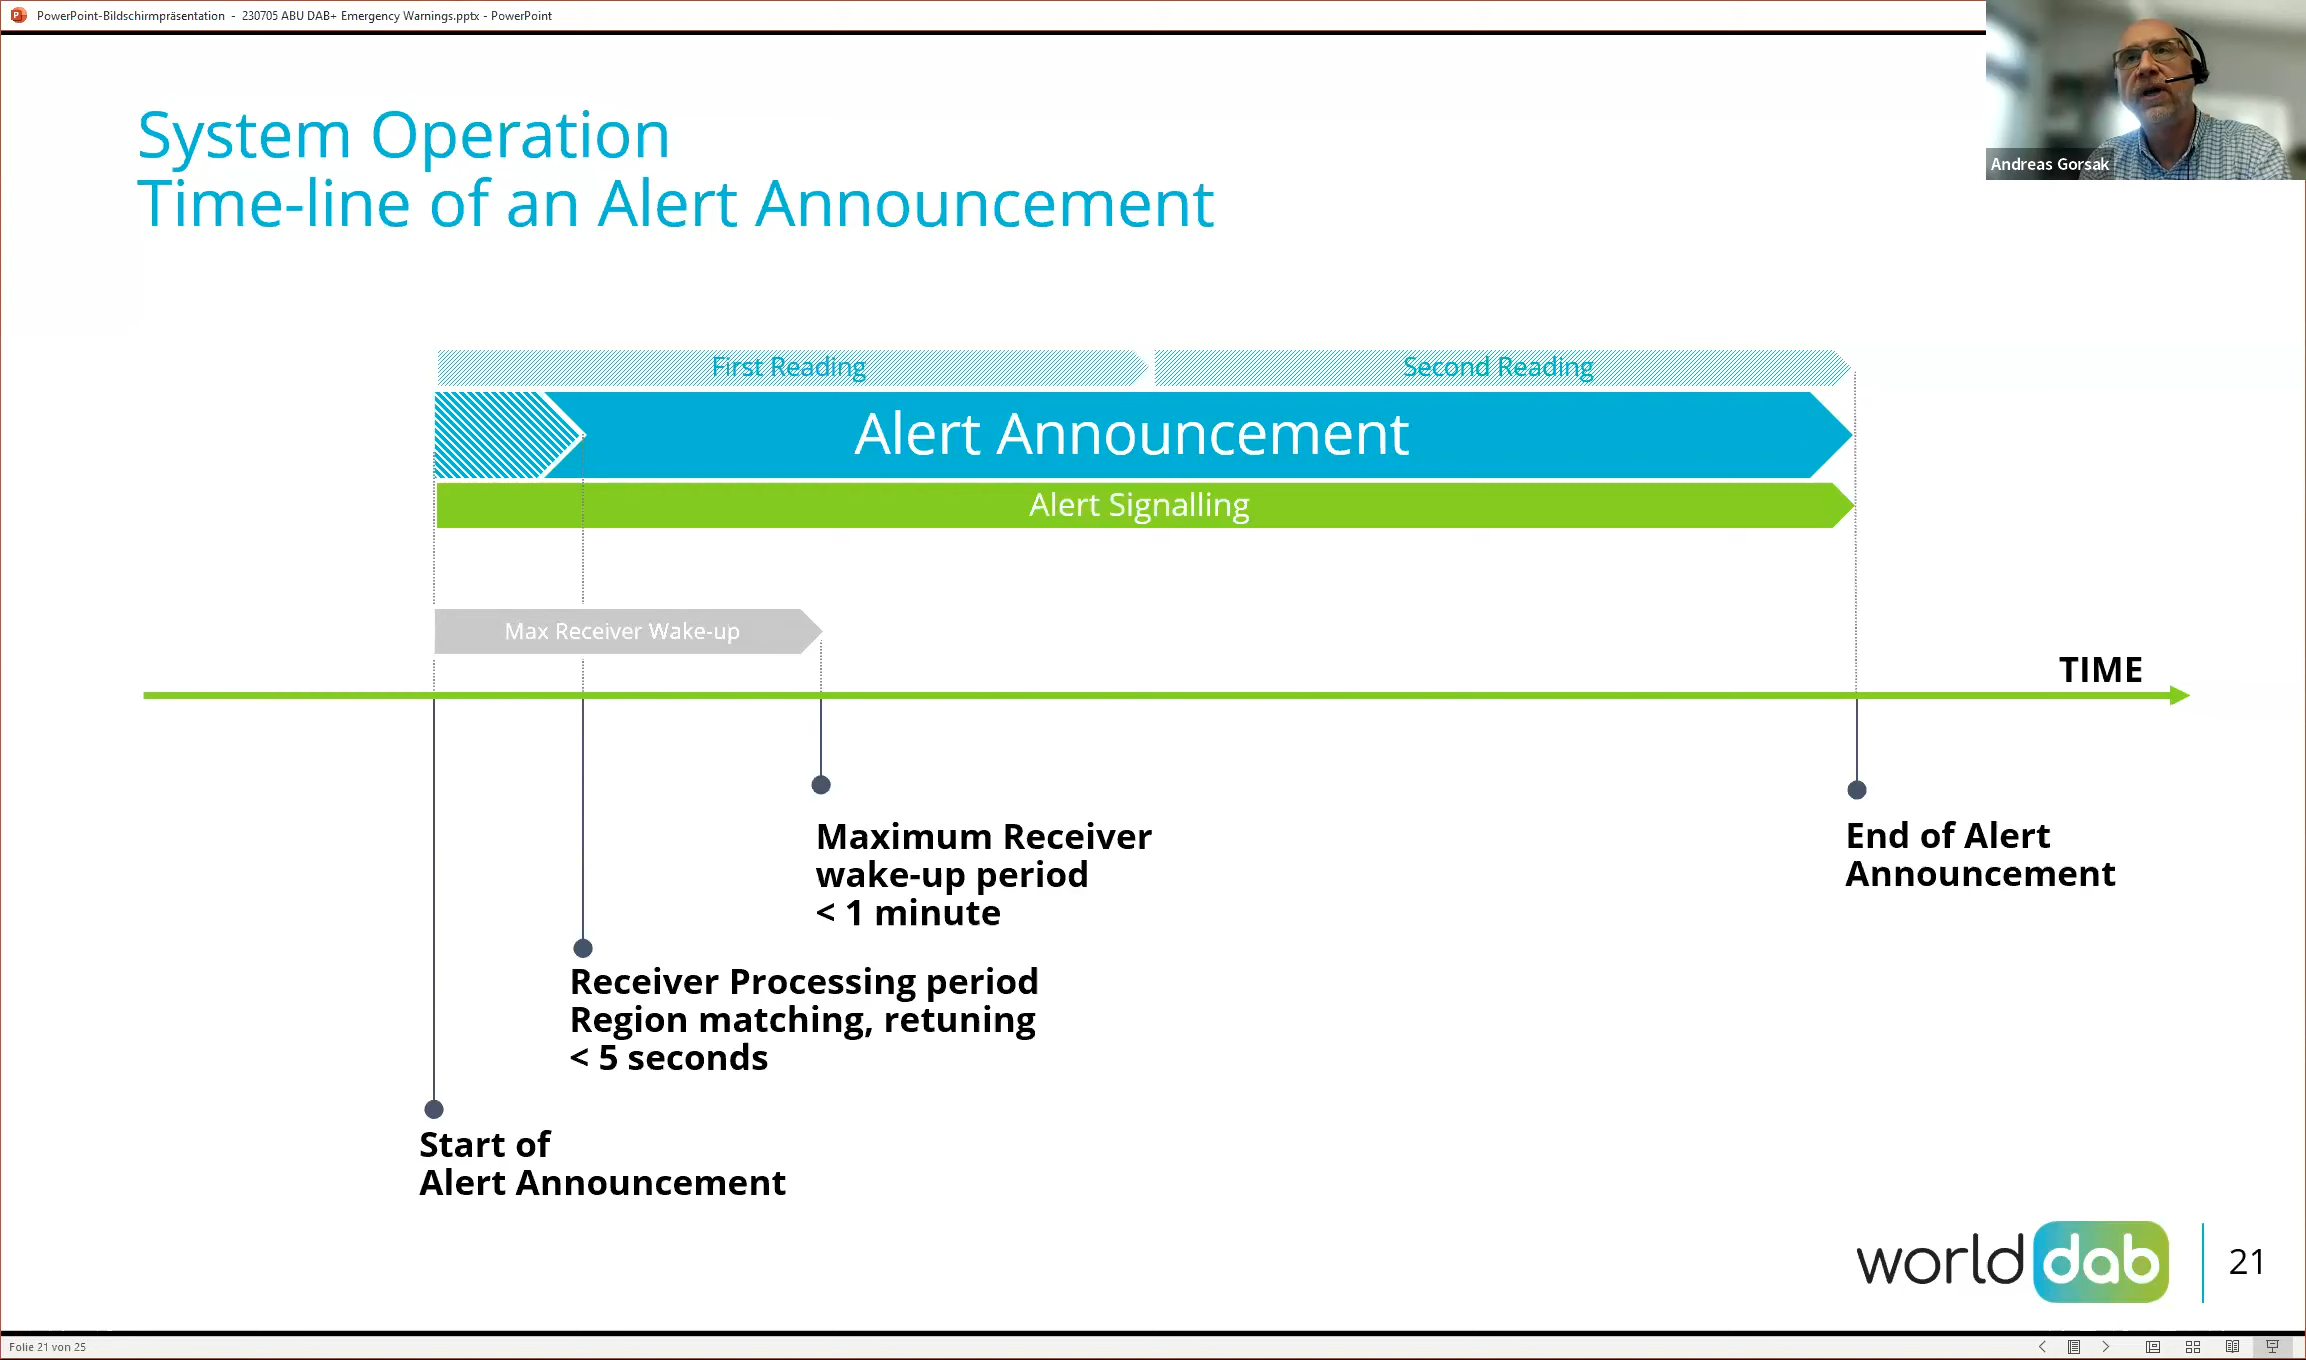 PowerPoint-Bildschirmpräsentation - 230705 ABU DAB+ Emergency Warnings.pptx - PowerPoint
Andreas Gorsak
System Operation
Time-line of an Alert Announcement
First Reading
Second Reading
Alert Announcement
Alert Signalling
Max Receiver Wake-up
TIME
Maximum Receiver
wake-up period
< 1 minute
End of Alert
Announcement
Receiver Processing period
Region matching, retuning
< 5 seconds
Start of
Alert Announcement
world dab
21
Folie 21 von 25